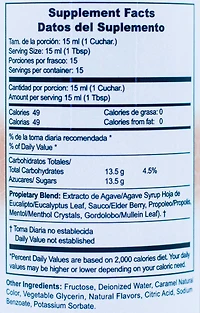 Supplement Facts
Datos del Suplemento
Tam. de la porción: 15 ml (1 Cuchar.)
Serving Size: 15 ml (1 Tbsp)
Porciones por frasco: 15
Servings per container: 15
Cantidad por porcion: 15 ml (1 Cuchar.)
Amount per serving 15 ml (1 Tbsp)
Calories 49 Calories de grasa: 0
Calorias 49 Calories from fat: 0
% de la toma diaria recomendada *
% of Daily Value *
Carbohidratos Totales/
Total Carbohydrates 13.5 g 4.5%
Azucares/ Sugars 13.5 g
Propietary Blend: Extracto de Agave/Agave Syrup Hoja de
Eucalipto/Eucalyptus Leaf, Sauco/Elder Berry, Propoleo/Propolis,
Mentol/Menthol Crystals, Gordolobo/Mullein Leaf). †
† Toma Diaria no establecida
Daily Value not established
*Percent Daily Values are based on 2,000 calories diet. Your daily
values may be higher or lower depending on your caloric need.
Other Ingredients: Fructose, Deionized Water, Caramel Natural
Color, Vegetable Glycerin, Natural Flavors, Citric Acid, Sodium
Benzoate, Potassium Sorbate.